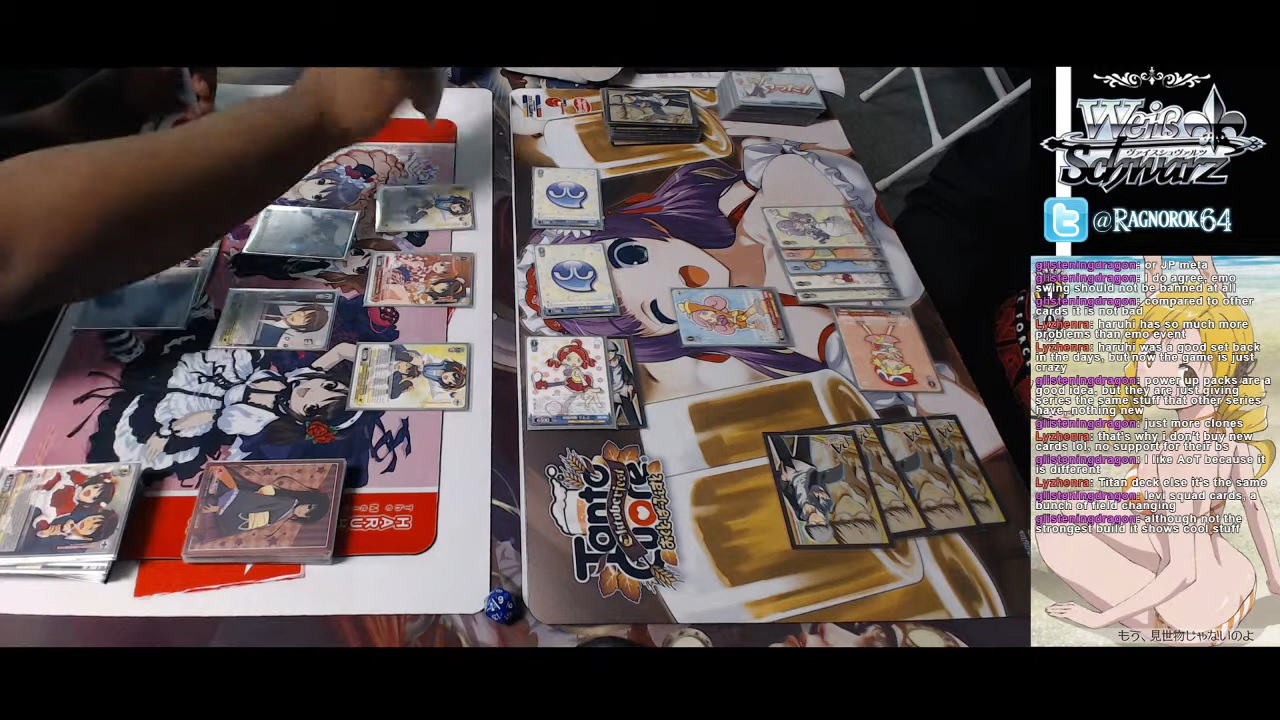 Weiß
ヴァイスシュヴァルツ
Schwarz
@RAGNOROK64
glisteningdragon: or JP meta
glisteningdragon: I do agree, emo
swing should not be banned at all
glisteningdragon: compared to other
cards it is not bad
Lyzhenra: haruhi has so much more
problems than emo event
Lyzhenra: haruhi was a good set back
in the days, but now the game is just
crazy
glisteningdragon: power up packs are a
good idea, but they are just giving
series the same stuff that other series
have, nothing new
glisteningdragon: just more clones
Lyzhenra: that's why i don't buy new
cards lol, no support for their bs
glisteningdragon: I like AoT because it
is different
Lyzhenra: Titan deck else it's the same
glisteningdragon: levi squad cards, a
bunch of field changing
glisteningdragon: although not the
strongest build it shows cool stuff
もう、見世物じゃないのよ
Tanto
Cuore
Oktoberfest
HARUH